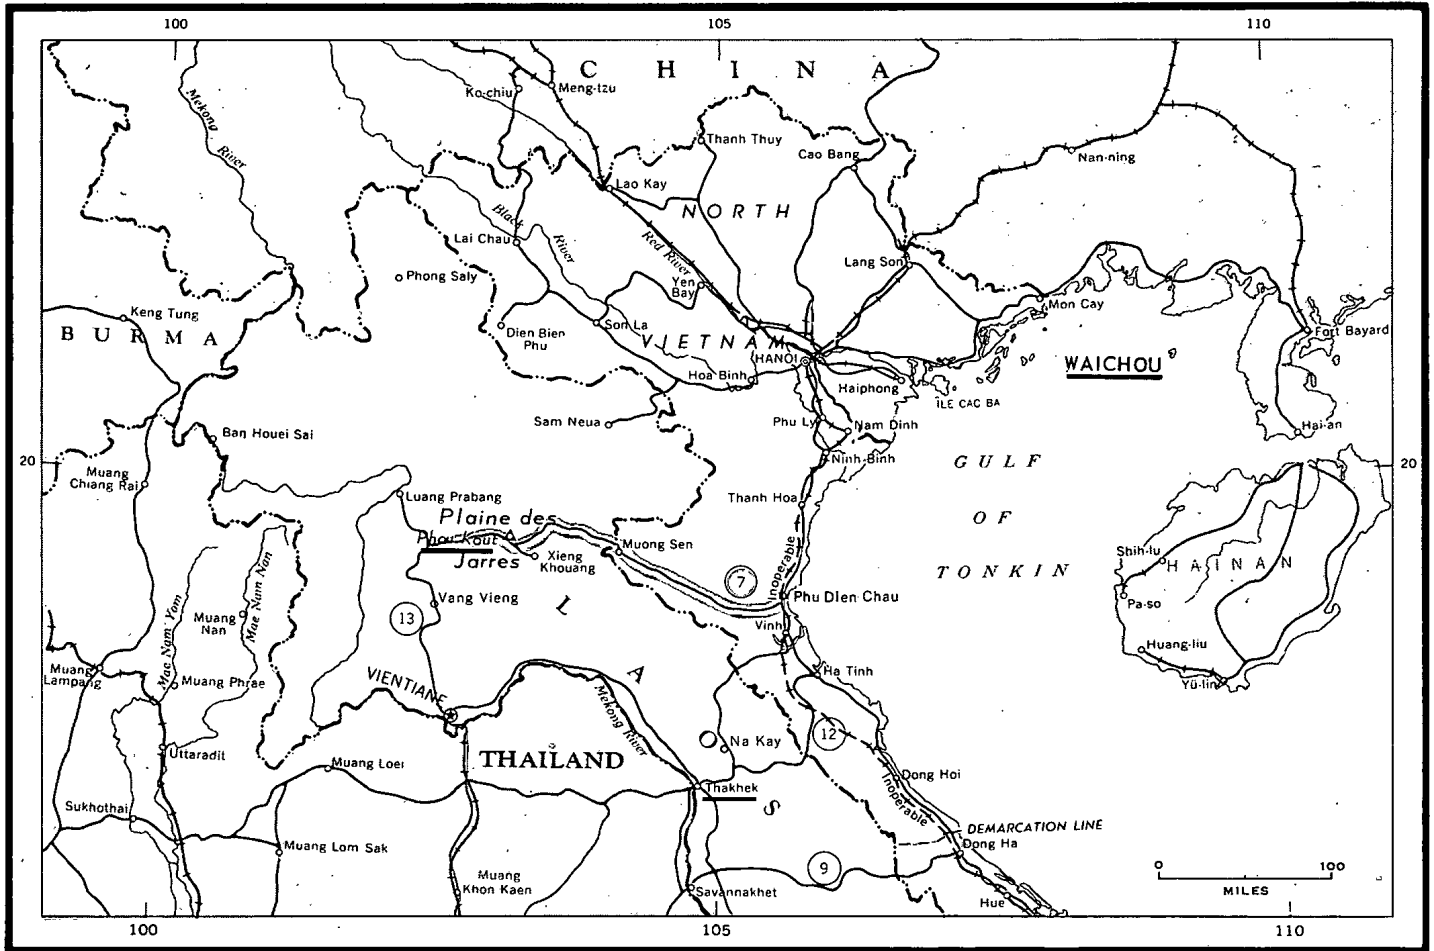 100
105
110
C H I N A
Ko-chiu
Meng-tzu
Mekong
River
Thanh Thuy
Cao Bang
Nan-ning
Lao Kay
NORTH
Black
River
Lai Chau
Red River
Lang Son
Phong Saly
Yen
Bay
Mon Cay
Keng Tung
BURMA
Dien Bien
Phu
Son La
VIETNAM
HANOI
Fort Bayard
WAICHOU
Hoa Binh
Haiphong
ÎLE CAC BA
Sam Neua
Phu Ly
Nam Dinh
Hai-an
Ban Houei Sai
20
Muang
Chiang Rai
Ninh Binh
GULF
20
Luang Prabang
Thanh Hoa
Plaine des
OF
Phou Kout
Jarres
Xieng
Khouang
Muong Sen
Inoperable
Shih-lu
HAINAN
TONKIN
7
Mae Nam Yom
Mae Nam Nan
Muang
Nan
13
Vang Vieng
L
Phu Dien Chau
Pa-so
Vinh
Huang-liu
Muang
Lampang
Muang Phrae
VIENTIANE
A
Ha Tinh
Yü-lin
Mekong River
O
Na Kay
12
Uttaradit
Muang Loei
THAILAND
Dong Hoi
Inoperable
Sukhothai
Thakhek
S
DEMARCATION LINE
Muang Lom Sak
Dong Ha
9
0
100
MILES
Muang
Khon Kaen
Savannakhet
Hue
100
105
110